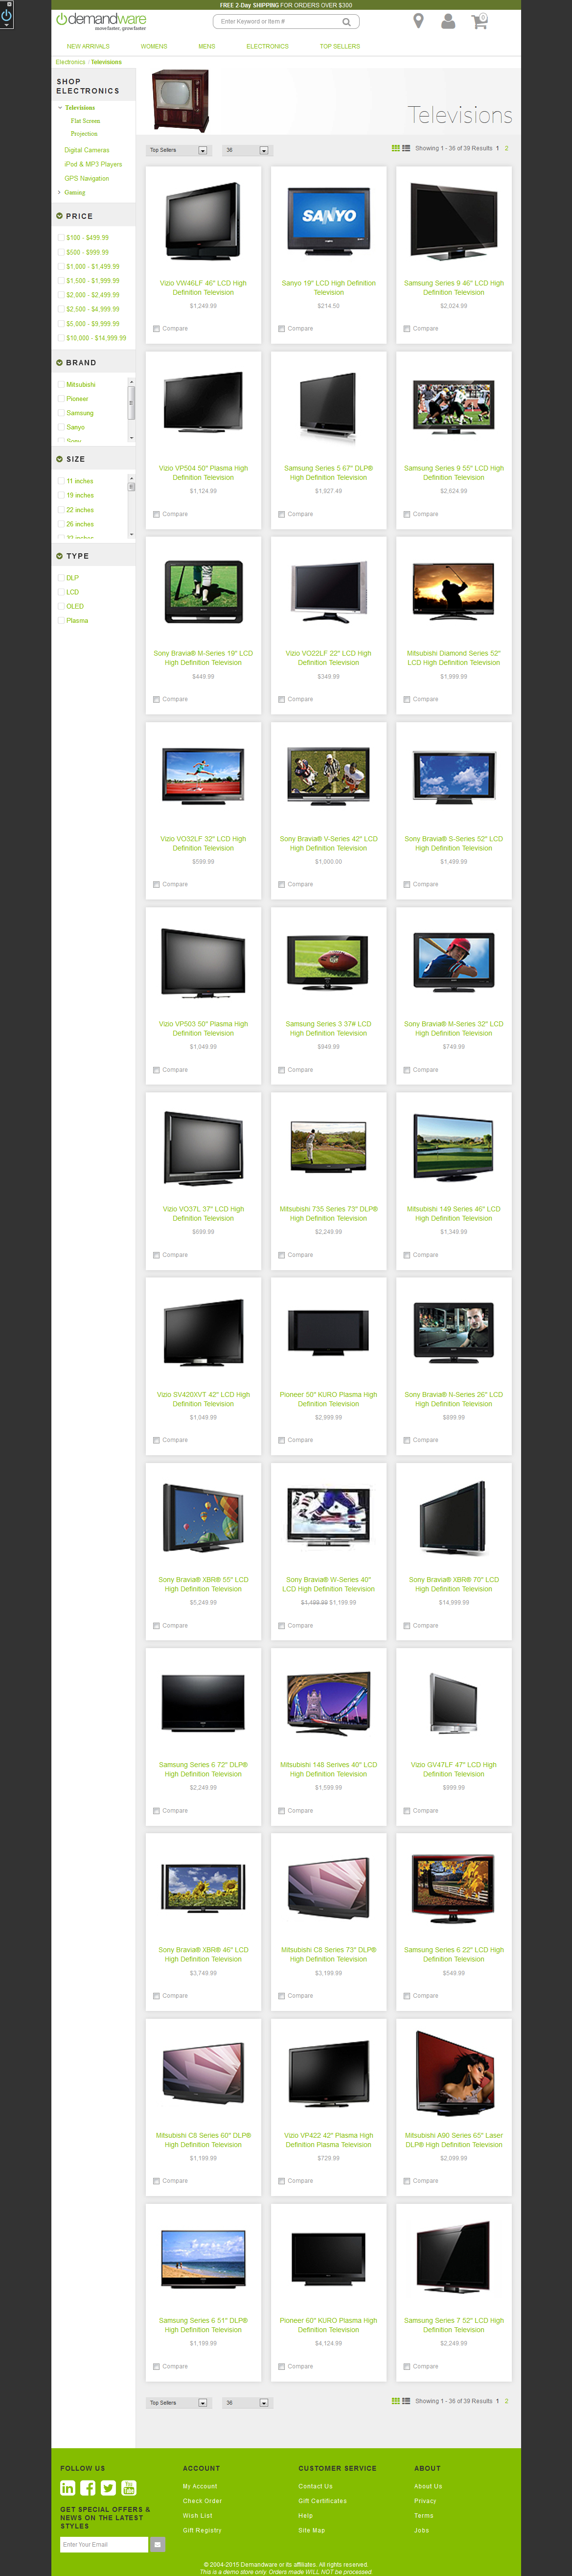 FREE 2-Day SHIPPING FOR ORDERS OVER $300
demandware
move faster, grow faster.
Enter Keyword or Item #
0
NEW ARRIVALS WOMENS MENS ELECTRONICS TOP SELLERS
Electronics / Televisions
SHOP
ELECTRONICS
Televisions
Flat Screen
Projection
Digital Cameras
iPod & MP3 Players
GPS Navigation
Gaming
PRICE
$100 - $499.99
$500 - $999.99
$1,000 - $1,499.99
$1,500 - $1,999.99
$2,000 - $2,499.99
$2,500 - $4,999.99
$5,000 - $9,999.99
$10,000 - $14,999.99
BRAND
Mitsubishi
Pioneer
Samsung
Sanyo
Sony
SIZE
11 inches
19 inches
22 inches
26 inches
32 inches
TYPE
DLP
LCD
OLED
Plasma
Televisions
Top Sellers 36 Showing 1 - 36 of 39 Results 1 2
SANYO
Vizio VW46LF 46" LCD High
Definition Television
$1,249.99
Compare
Sanyo 19" LCD High Definition
Television
$214.50
Compare
Samsung Series 9 46" LCD High
Definition Television
$2,024.99
Compare
Vizio VP504 50" Plasma High
Definition Television
$1,124.99
Compare
Samsung Series 5 67" DLP®
High Definition Television
$1,927.49
Compare
Samsung Series 9 55" LCD High
Definition Television
$2,624.99
Compare
Sony Bravia® M-Series 19" LCD
High Definition Television
$449.99
Compare
Vizio VO22LF 22" LCD High
Definition Television
$349.99
Compare
Mitsubishi Diamond Series 52"
LCD High Definition Television
$1,999.99
Compare
Vizio VO32LF 32" LCD High
Definition Television
$599.99
Compare
Sony Bravia® V-Series 42" LCD
High Definition Television
$1,000.00
Compare
Sony Bravia® S-Series 52" LCD
High Definition Television
$1,499.99
Compare
Vizio VP503 50" Plasma High
Definition Television
$1,049.99
Compare
Samsung Series 3 37# LCD
High Definition Television
$949.99
Compare
Sony Bravia® M-Series 32" LCD
High Definition Television
$749.99
Compare
Vizio VO37L 37" LCD High
Definition Television
$699.99
Compare
Mitsubishi 735 Series 73" DLP®
High Definition Television
$2,249.99
Compare
Mitsubishi 149 Series 46" LCD
High Definition Television
$1,349.99
Compare
Vizio SV420XVT 42" LCD High
Definition Television
$1,049.99
Compare
Pioneer 50" KURO Plasma High
Definition Television
$2,999.99
Compare
Sony Bravia® N-Series 26" LCD
High Definition Television
$899.99
Compare
Sony Bravia® XBR® 55" LCD
High Definition Television
$5,249.99
Compare
Sony Bravia® W-Series 40"
LCD High Definition Television
$1,499.99 $1,199.99
Compare
Sony Bravia® XBR® 70" LCD
High Definition Television
$14,999.99
Compare
Samsung Series 6 72" DLP®
High Definition Television
$2,249.99
Compare
Mitsubishi 148 Serives 40" LCD
High Definition Television
$1,599.99
Compare
Vizio GV47LF 47" LCD High
Definition Television
$999.99
Compare
Sony Bravia® XBR® 46" LCD
High Definition Television
$3,749.99
Compare
Mitsubishi C8 Series 73" DLP®
High Definition Television
$3,199.99
Compare
Samsung Series 6 22" LCD High
Definition Television
$549.99
Compare
Mitsubishi C8 Series 60" DLP®
High Definition Television
$1,199.99
Compare
Vizio VP422 42" Plasma High
Definition Plasma Television
$729.99
Compare
Mitsubishi A90 Series 65" Laser
DLP® High Definition Television
$2,099.99
Compare
Samsung Series 6 51" DLP®
High Definition Television
$1,199.99
Compare
Pioneer 60" KURO Plasma High
Definition Television
$4,124.99
Compare
Samsung Series 7 52" LCD High
Definition Television
$2,249.99
Compare
Top Sellers 36 Showing 1 - 36 of 39 Results 1 2
FOLLOW US
GET SPECIAL OFFERS &
NEWS ON THE LATEST
STYLES
Enter Your Email
ACCOUNT
My Account
Check Order
Wish List
Gift Registry
CUSTOMER SERVICE
Contact Us
Gift Certificates
Help
Site Map
ABOUT
About Us
Privacy
Terms
Jobs
© 2004-2015 Demandware or its affiliates. All rights reserved.
This is a demo store only. Orders made WILL NOT be processed.